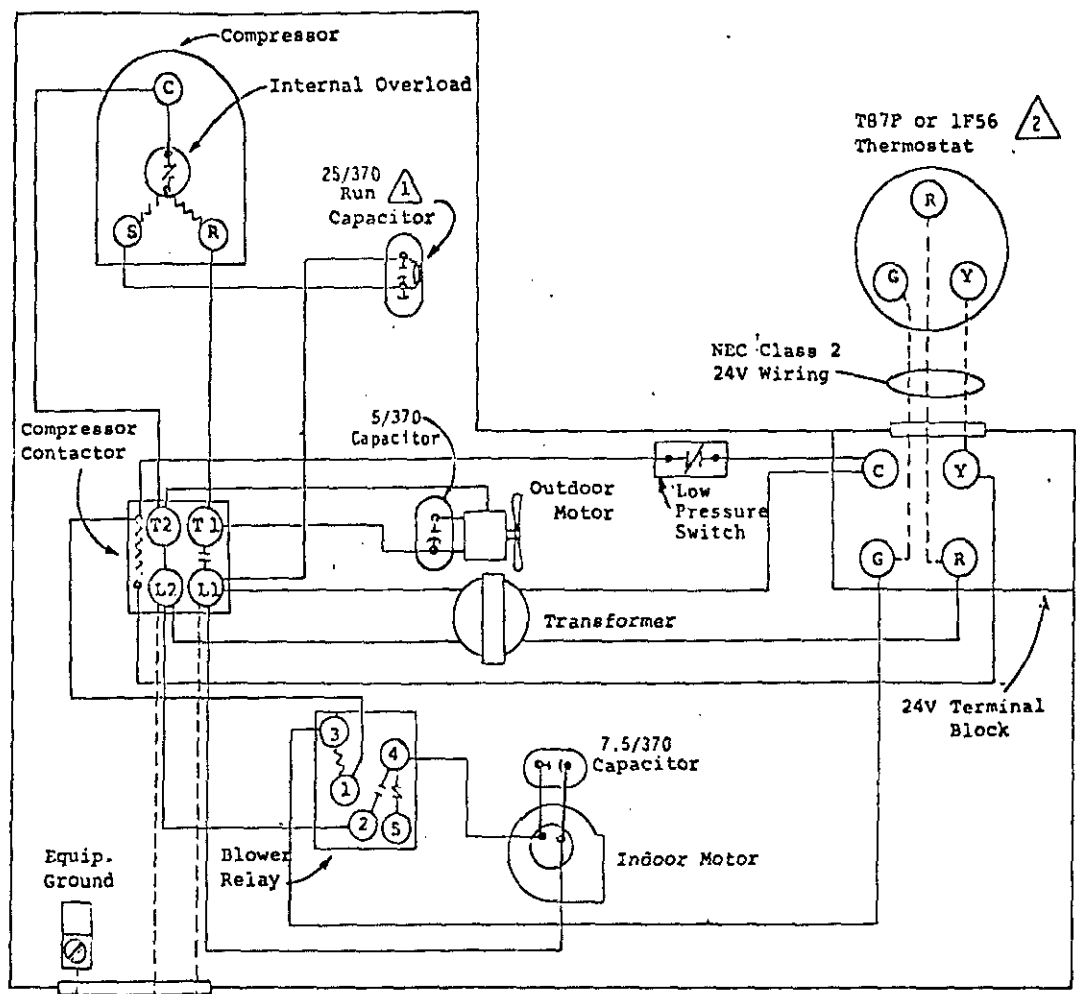 Compressor
C
Internal Overload
S
R
25/370
Run 1
Capacitor
T87F or 1F56 2
Thermostat
R
G
Y
NEC Class 2
24V Wiring
5/370
Capacitor
Compressor
Contactor
Outdoor
Motor
Low
Pressure
Switch
C
Y
T2
T1
G
R
L2
L1
Transformer
24V Terminal
Block
3
4
1
2
5
7.5/370
Capacitor
Equip.
Ground
Blower
Relay
Indoor Motor